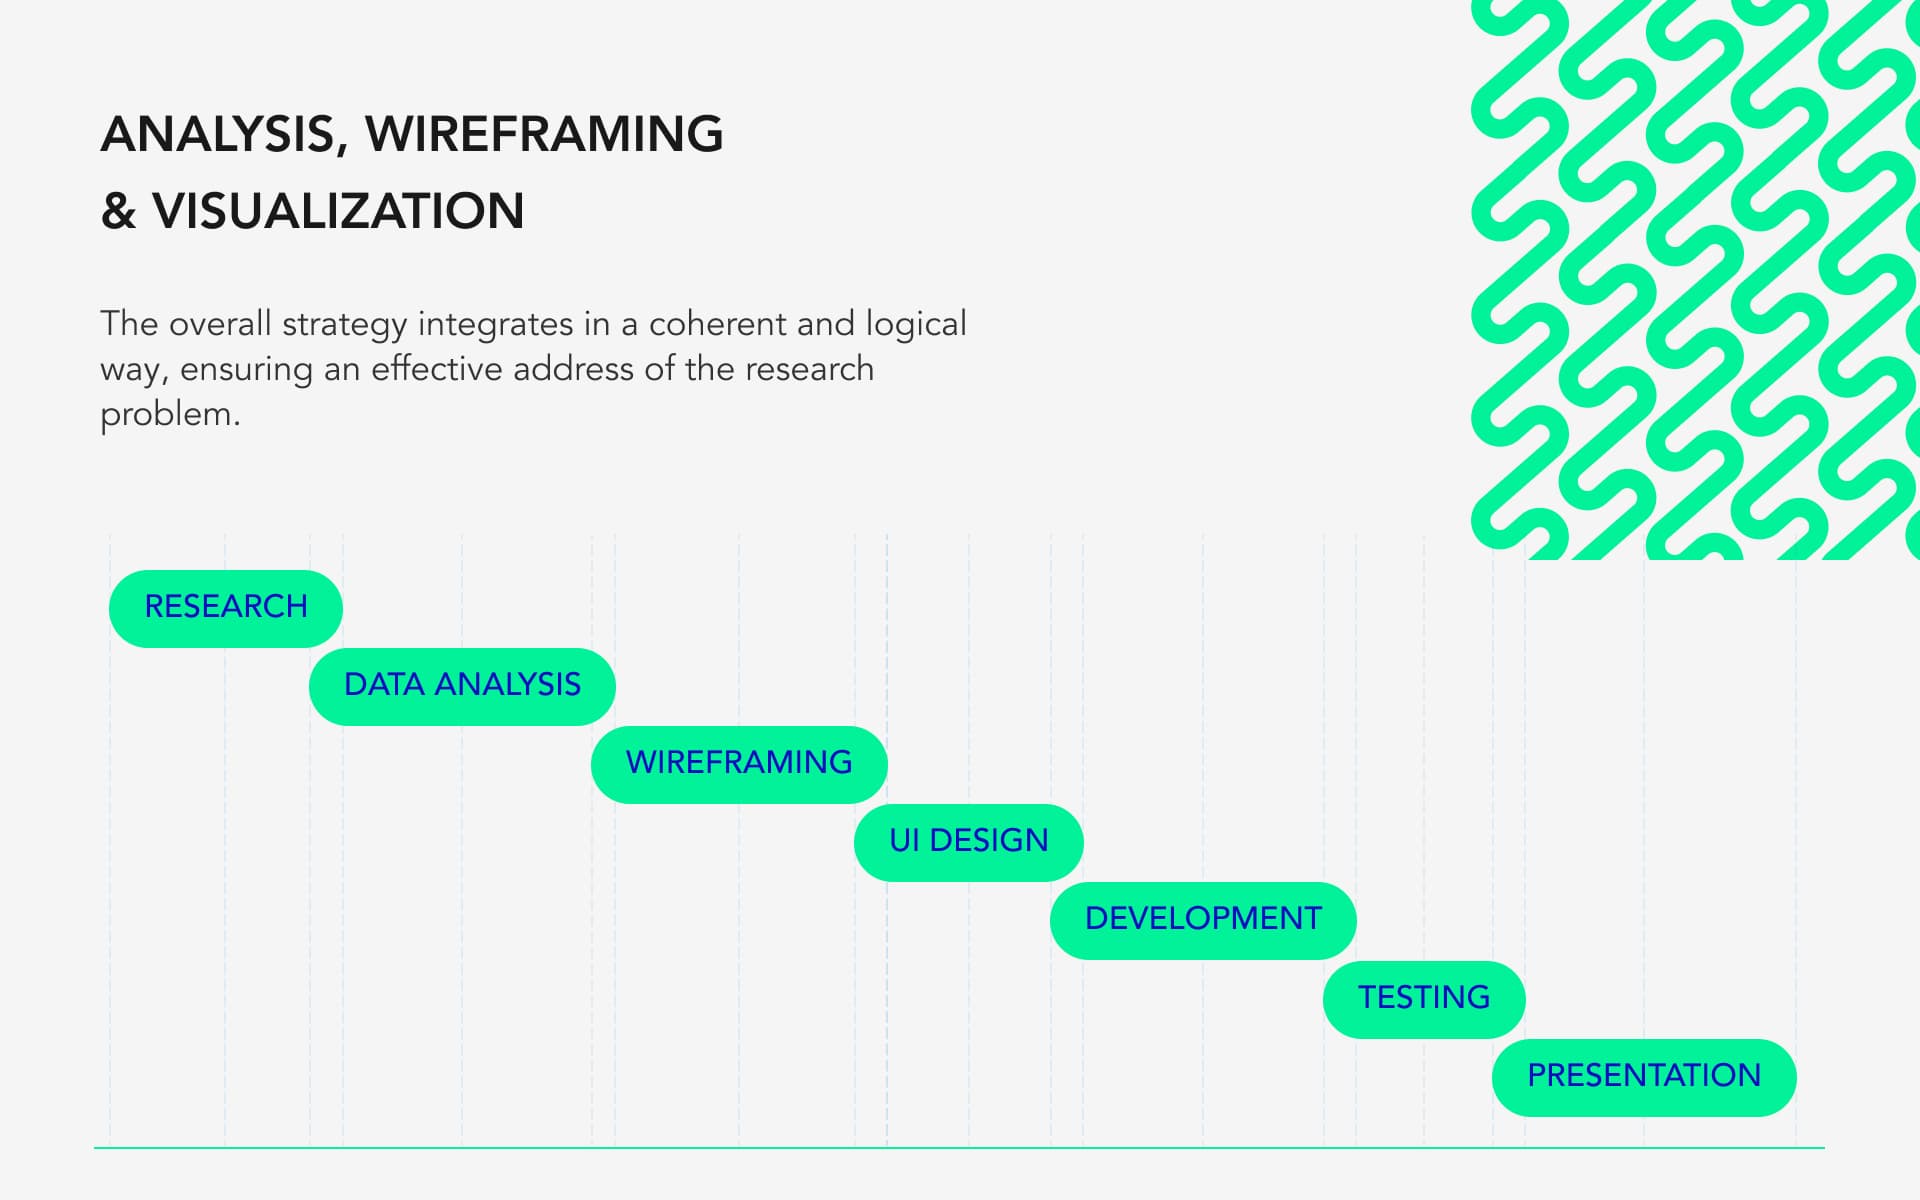 ANALYSIS, WIREFRAMING
& VISUALIZATION
The overall strategy integrates in a coherent and logical
way, ensuring an effective address of the research
problem.
RESEARCH
DATA ANALYSIS
WIREFRAMING
UI DESIGN
DEVELOPMENT
TESTING
PRESENTATION